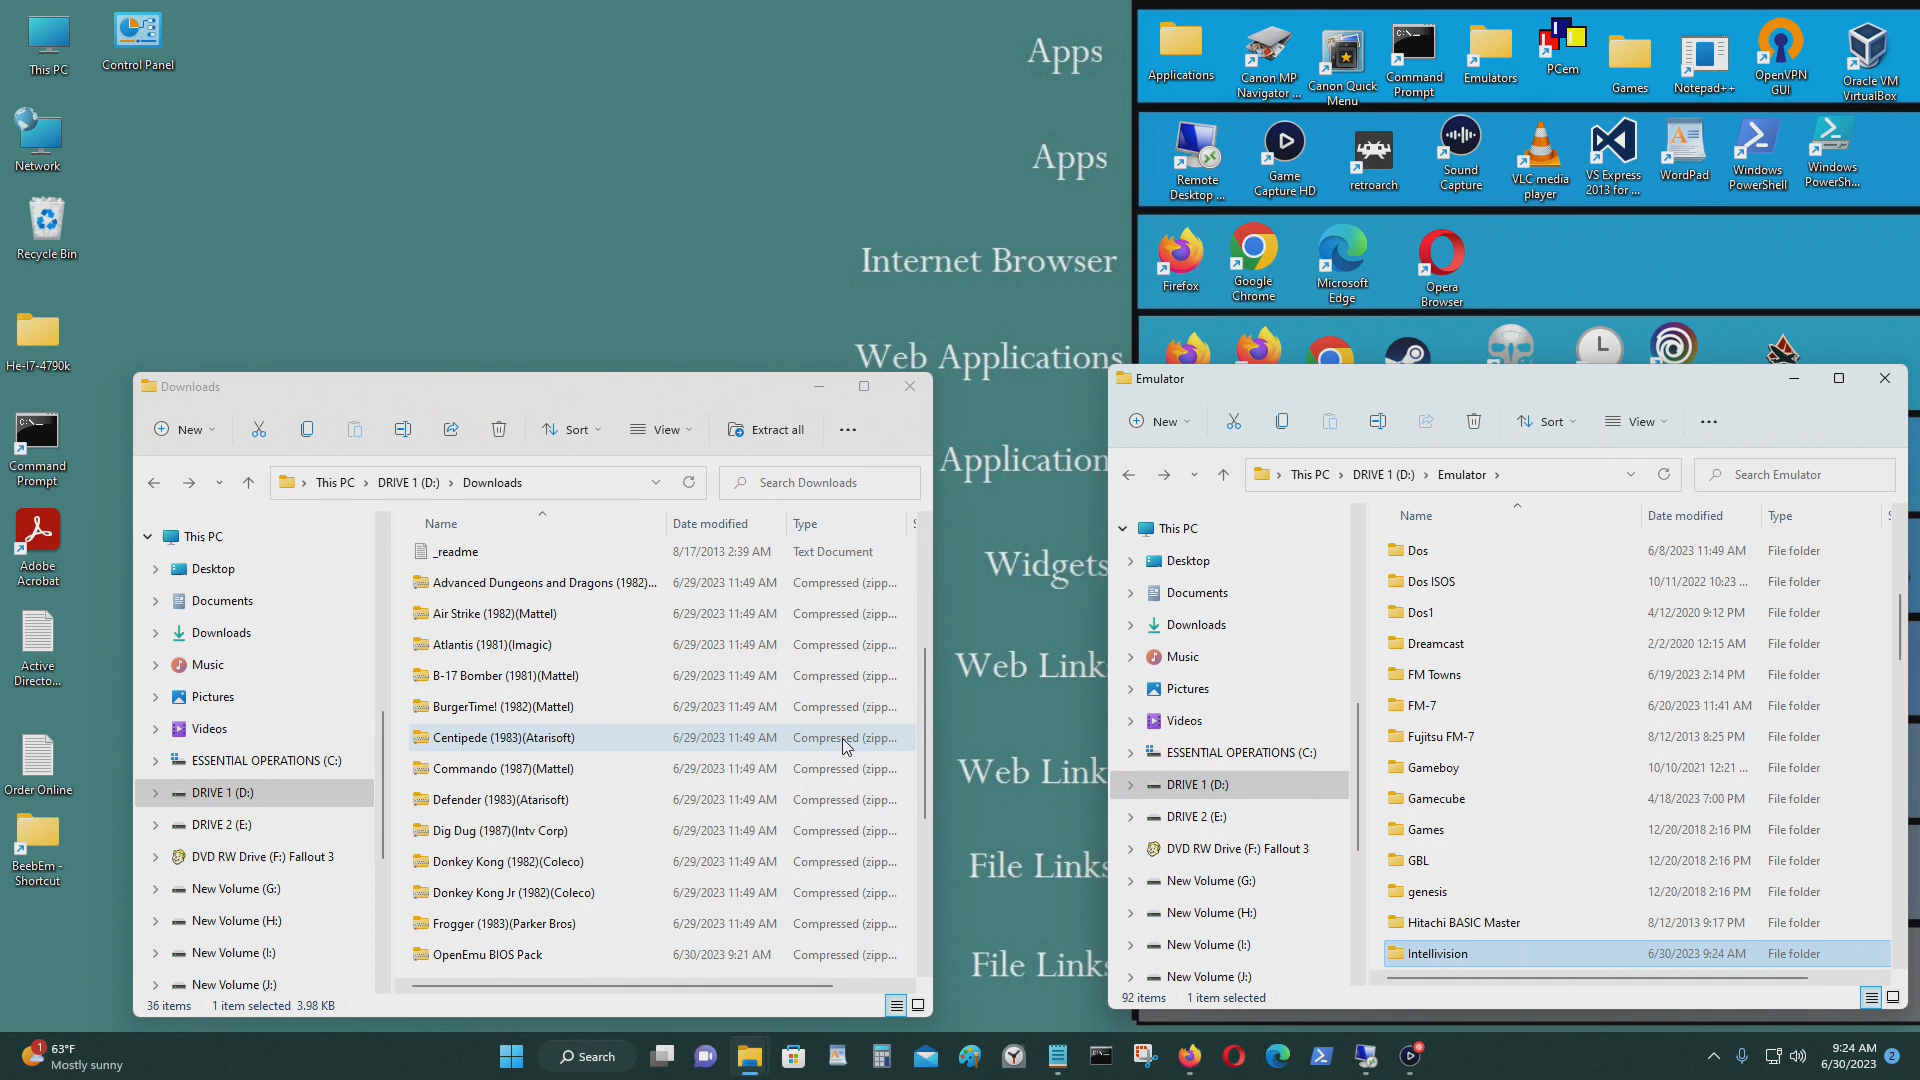 This PC
Control Panel
Network
Recycle Bin
He-I7-4790k
Command
Prompt
Adobe
Acrobat
Active
Directo...
Order Online
BeebEm -
Shortcut
Apps
Apps
Internet Browser
Web Applications
Application
Widgets
Web Links
Web Link
File Links
File Links
Applications
Canon MP
Navigator ...
Canon Quick
Menu
Command
Prompt
Emulators
PCem
Games
Notepad++
OpenVPN
GUI
Oracle VM
VirtualBox
Remote
Desktop ...
Game
Capture HD
retroarch
Sound
Capture
VLC media
player
VS Express
2013 for ...
WordPad
Windows
PowerShell
Windows
PowerSh...
Firefox
Google
Chrome
Microsoft
Edge
Opera
Browser
Downloads
New
Sort
View
Extract all
This PC > DRIVE 1 (D:) > Downloads
Search Downloads
This PC
Desktop
Documents
Downloads
Music
Pictures
Videos
ESSENTIAL OPERATIONS (C:)
DRIVE 1 (D:)
DRIVE 2 (E:)
DVD RW Drive (F:) Fallout 3
New Volume (G:)
New Volume (H:)
New Volume (I:)
New Volume (J:)
Name Date modified Type S
_readme 8/17/2013 2:39 AM Text Document
Advanced Dungeons and Dragons (1982)... 6/29/2023 11:49 AM Compressed (zipp...
Air Strike (1982)(Mattel) 6/29/2023 11:49 AM Compressed (zipp...
Atlantis (1981)(Imagic) 6/29/2023 11:49 AM Compressed (zipp...
B-17 Bomber (1981)(Mattel) 6/29/2023 11:49 AM Compressed (zipp...
BurgerTime! (1982)(Mattel) 6/29/2023 11:49 AM Compressed (zipp...
Centipede (1983)(Atarisoft) 6/29/2023 11:49 AM Compressed (zipp...
Commando (1987)(Mattel) 6/29/2023 11:49 AM Compressed (zipp...
Defender (1983)(Atarisoft) 6/29/2023 11:49 AM Compressed (zipp...
Dig Dug (1987)(Intv Corp) 6/29/2023 11:49 AM Compressed (zipp...
Donkey Kong (1982)(Coleco) 6/29/2023 11:49 AM Compressed (zipp...
Donkey Kong Jr (1982)(Coleco) 6/29/2023 11:49 AM Compressed (zipp...
Frogger (1983)(Parker Bros) 6/29/2023 11:49 AM Compressed (zipp...
OpenEmu BIOS Pack 6/30/2023 9:21 AM Compressed (zipp...
36 items 1 item selected 3.98 KB
Emulator
New
Sort
View
This PC > DRIVE 1 (D:) > Emulator >
Search Emulator
This PC
Desktop
Documents
Downloads
Music
Pictures
Videos
ESSENTIAL OPERATIONS (C:)
DRIVE 1 (D:)
DRIVE 2 (E:)
DVD RW Drive (F:) Fallout 3
New Volume (G:)
New Volume (H:)
New Volume (I:)
New Volume (J:)
Name Date modified Type S
Dos 6/8/2023 11:49 AM File folder
Dos ISOS 10/11/2022 10:23 ... File folder
Dos1 4/12/2020 9:12 PM File folder
Dreamcast 2/2/2020 12:15 AM File folder
FM Towns 6/19/2023 2:14 PM File folder
FM-7 6/20/2023 11:41 AM File folder
Fujitsu FM-7 8/12/2013 8:25 PM File folder
Gameboy 10/10/2021 12:21 ... File folder
Gamecube 4/18/2023 7:00 PM File folder
Games 12/20/2018 2:16 PM File folder
GBL 12/20/2018 2:16 PM File folder
genesis 12/20/2018 2:16 PM File folder
Hitachi BASIC Master 8/12/2013 9:17 PM File folder
Intellivision 6/30/2023 9:24 AM File folder
92 items 1 item selected
1
63°F
Mostly sunny
Search
9:24 AM
6/30/2023
2